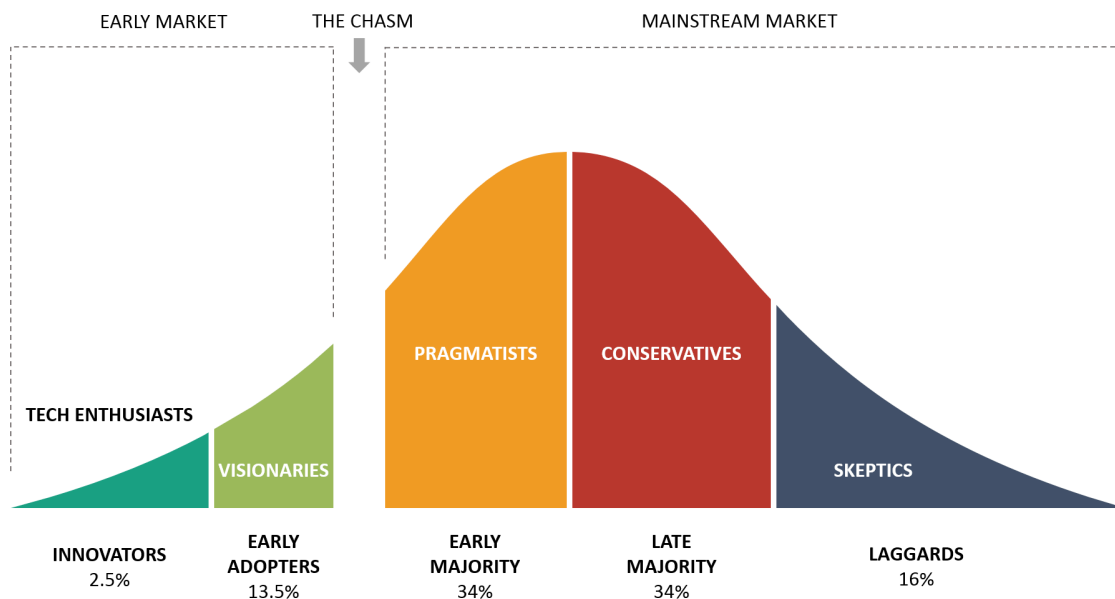 EARLY MARKET
THE CHASM
MAINSTREAM MARKET
PRAGMATISTS
CONSERVATIVES
TECH ENTHUSIASTS
VISIONARIES
SKEPTICS
INNOVATORS
2.5%
EARLY
ADOPTERS
13.5%
EARLY
MAJORITY
34%
LATE
MAJORITY
34%
LAGGARDS
16%